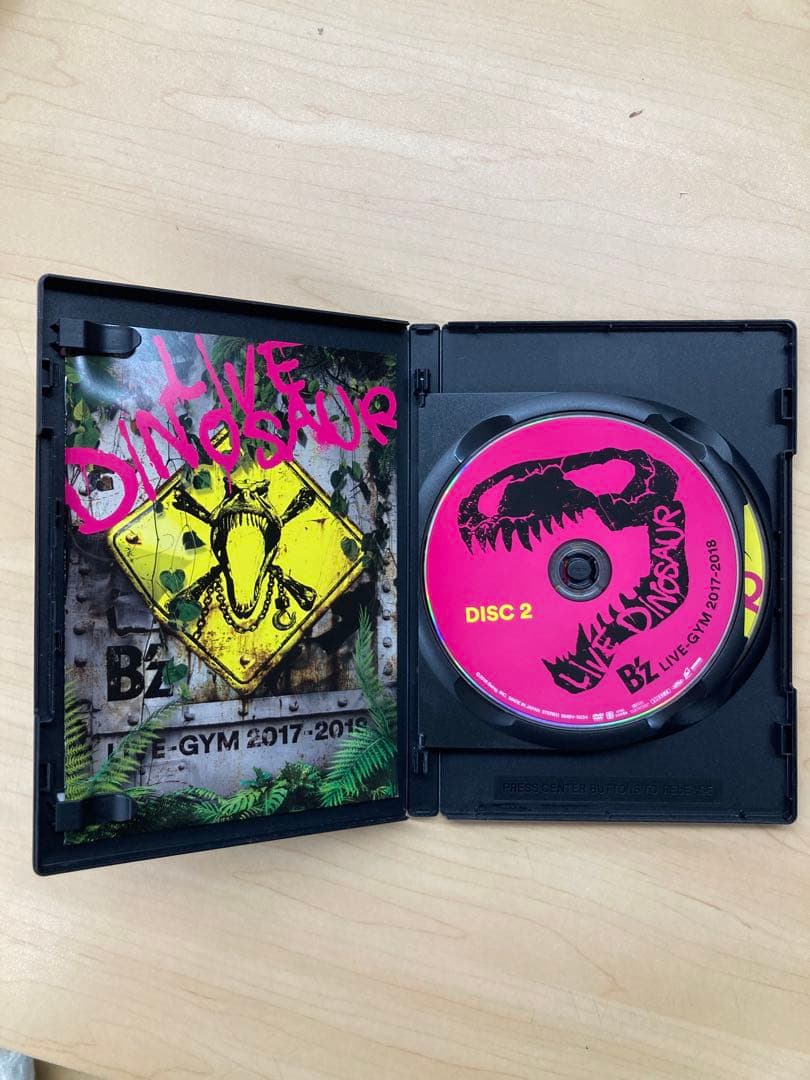 LIVE
DINOSAUR
B'z
LIVE-GYM 2017-2018
DISC 2
LIVE DINOSAUR
B'z LIVE-GYM 2017-2018
PRESS CENTER BUTTON TO RELEASE